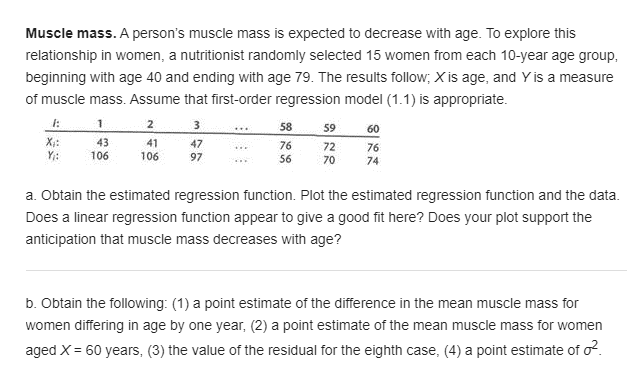 Muscle mass. A person's muscle mass is expected to decrease with age. To explore this
relationship in women, a nutritionist randomly selected 15 women from each 10-year age group,
beginning with age 40 and ending with age 79. The results follow; X is age, and Y is a measure
of muscle mass. Assume that first-order regression model (1.1) is appropriate.
i: 1 2 3 ... 58 59 60
Xi: 43 41 47 ... 76 72 76
Yi: 106 106 97 ... 56 70 74
a. Obtain the estimated regression function. Plot the estimated regression function and the data.
Does a linear regression function appear to give a good fit here? Does your plot support the
anticipation that muscle mass decreases with age?
b. Obtain the following: (1) a point estimate of the difference in the mean muscle mass for
women differing in age by one year, (2) a point estimate of the mean muscle mass for women
aged X = 60 years, (3) the value of the residual for the eighth case, (4) a point estimate of σ².